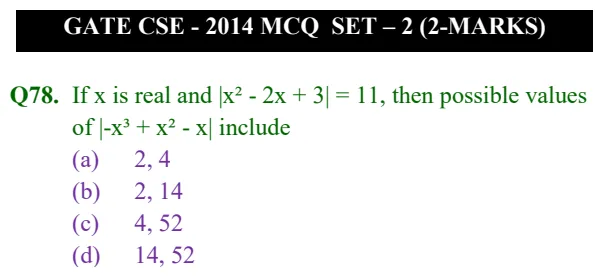 GATE CSE - 2014 MCQ SET – 2 (2-MARKS)
Q78. If x is real and |x² - 2x + 3| = 11, then possible values
of |-x³ + x² - x| include
(a) 2, 4
(b) 2, 14
(c) 4, 52
(d) 14, 52